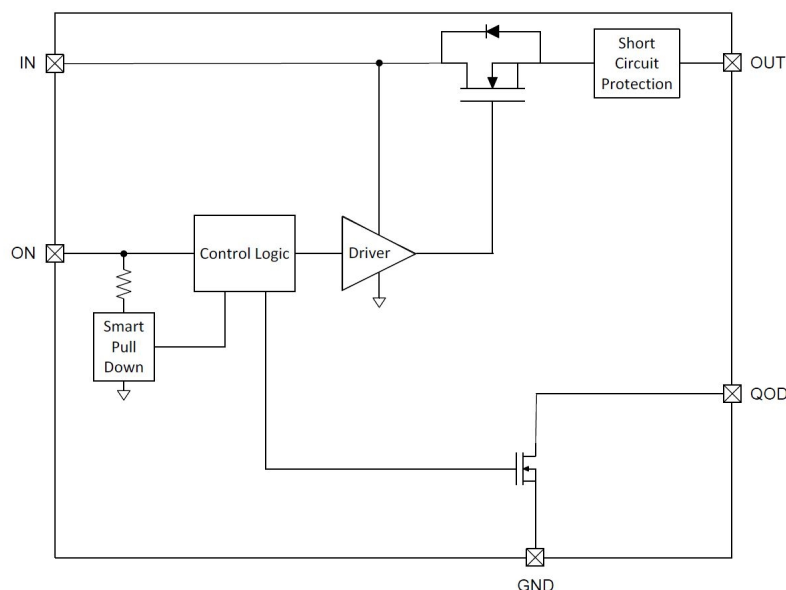 IN
Short
Circuit
Protection
OUT
ON
Control Logic
Driver
Smart
Pull
Down
QOD
GND